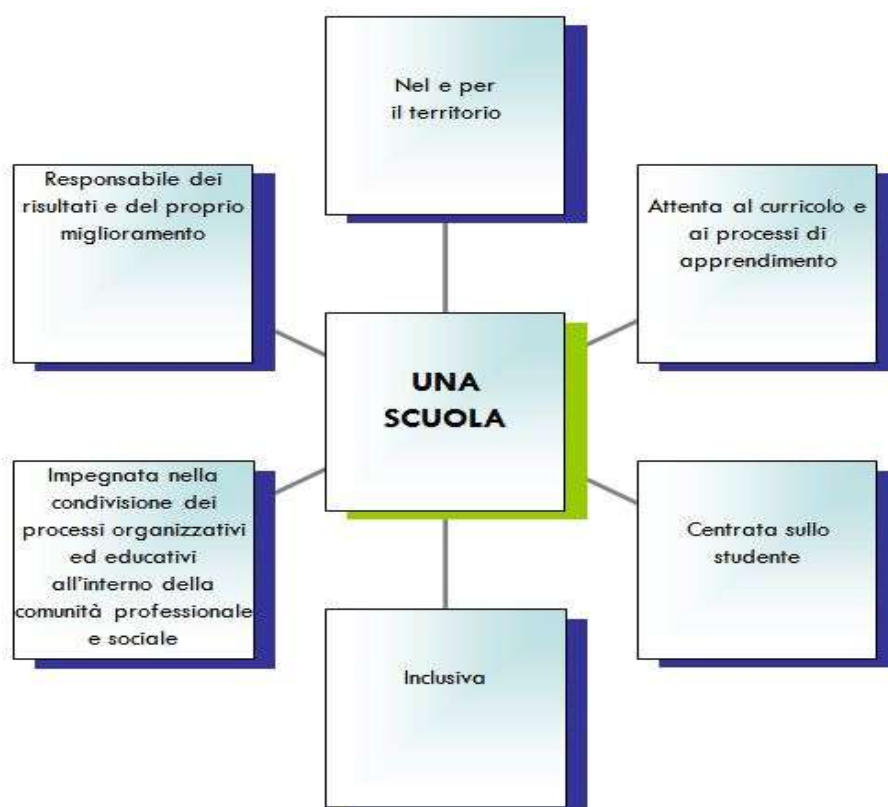 Nel e per
il territorio
Responsabile dei
risultati e del proprio
miglioramento
Attenta al curricolo e
ai processi di
apprendimento
UNA
SCUOLA
Impegnata nella
condivisione dei
processi organizzativi
ed educativi
all'interno della
comunità professionale
e sociale
Centrata sullo
studente
Inclusiva